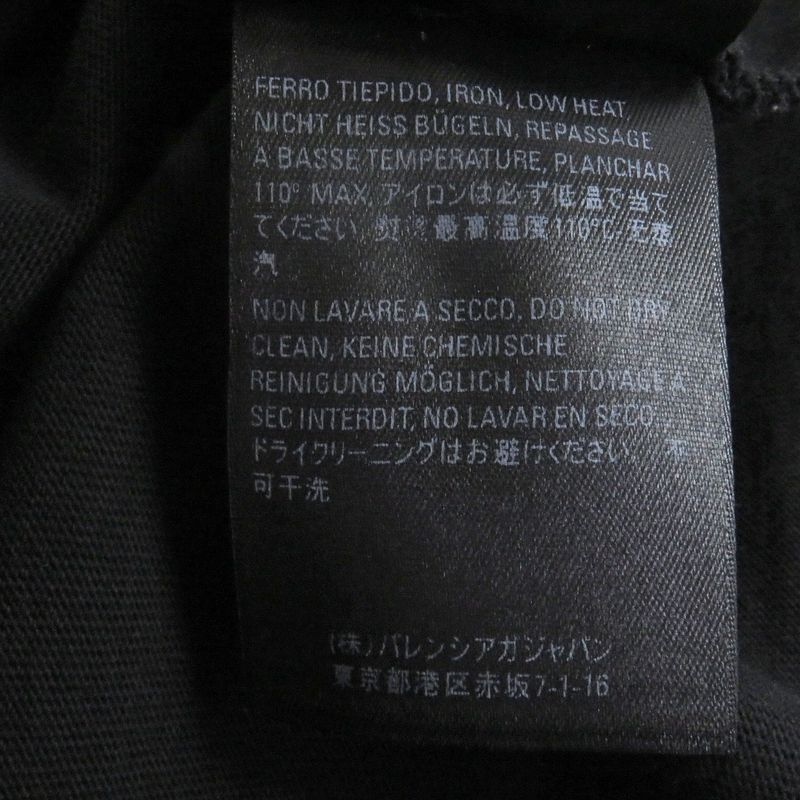 FERRO TIEPIDO, IRON, LOW HEAT,
NICHT HEISS BÜGELN, REPASSAGE
A BASSE TEMPERATURE, PLANCHAR
110° MAX, アイロンは必ず低温で当て
てください 熨 最高温度110°C 无蒸
汽
NON LAVARE A SECCO, DO NOT DRY
CLEAN, KEINE CHEMISCHE
REINIGUNG MÖGLICH, NETTOYAGE A
SEC INTERDIT, NO LAVAR EN SECO
ドライクリーニングはお避けください 不
可干洗
(株)バレンシアガジャパン
東京都港区赤坂7-1-16